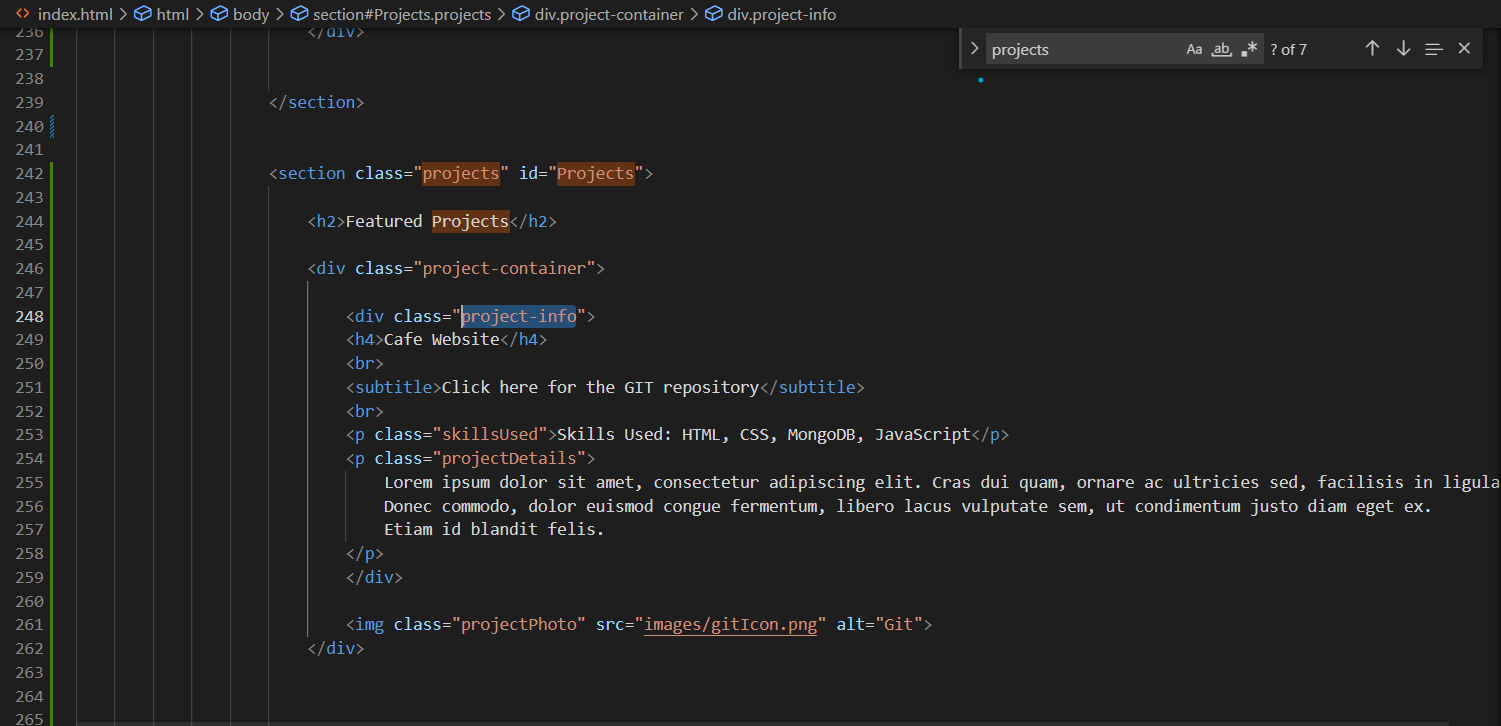 index.html > html > body > section#Projects.projects > div.project-container > div.project-info
projects Aa ab ? of 7
236 </div>
237
238
239 </section>
240
241
242 <section class="projects" id="Projects">
243
244 <h2>Featured Projects</h2>
245
246 <div class="project-container">
247
248 <div class="project-info">
249 <h4>Cafe Website</h4>
250 <br>
251 <subtitle>Click here for the GIT repository</subtitle>
252 <br>
253 <p class="skillsUsed">Skills Used: HTML, CSS, MongoDB, JavaScript</p>
254 <p class="projectDetails">
255 Lorem ipsum dolor sit amet, consectetur adipiscing elit. Cras dui quam, ornare ac ultricies sed, facilisis in ligula
256 Donec commodo, dolor euismod congue fermentum, libero lacus vulputate sem, ut condimentum justo diam eget ex.
257 Etiam id blandit felis.
258 </p>
259 </div>
260
261 <img class="projectPhoto" src="images/gitIcon.png" alt="Git">
262 </div>
263
264
265